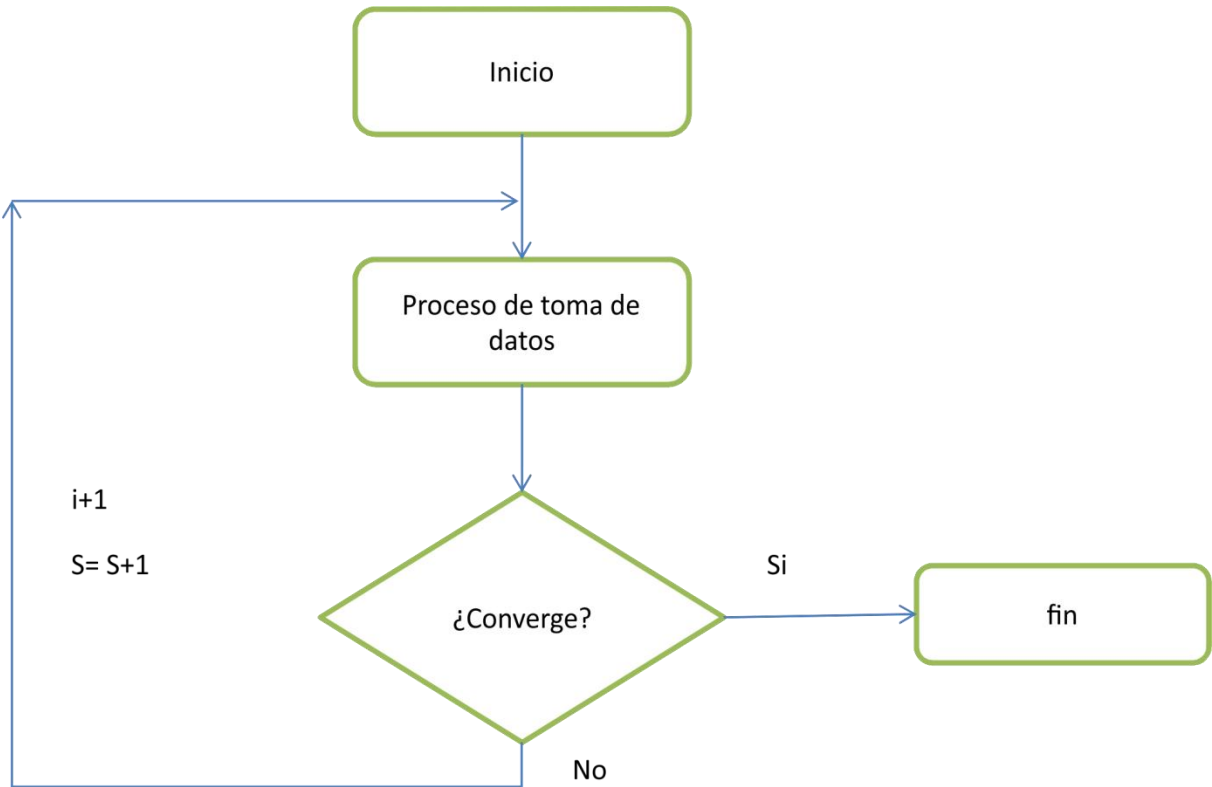 Inicio
Proceso de toma de
datos
i+1
S= S+1
Si
¿Converge?
fin
No